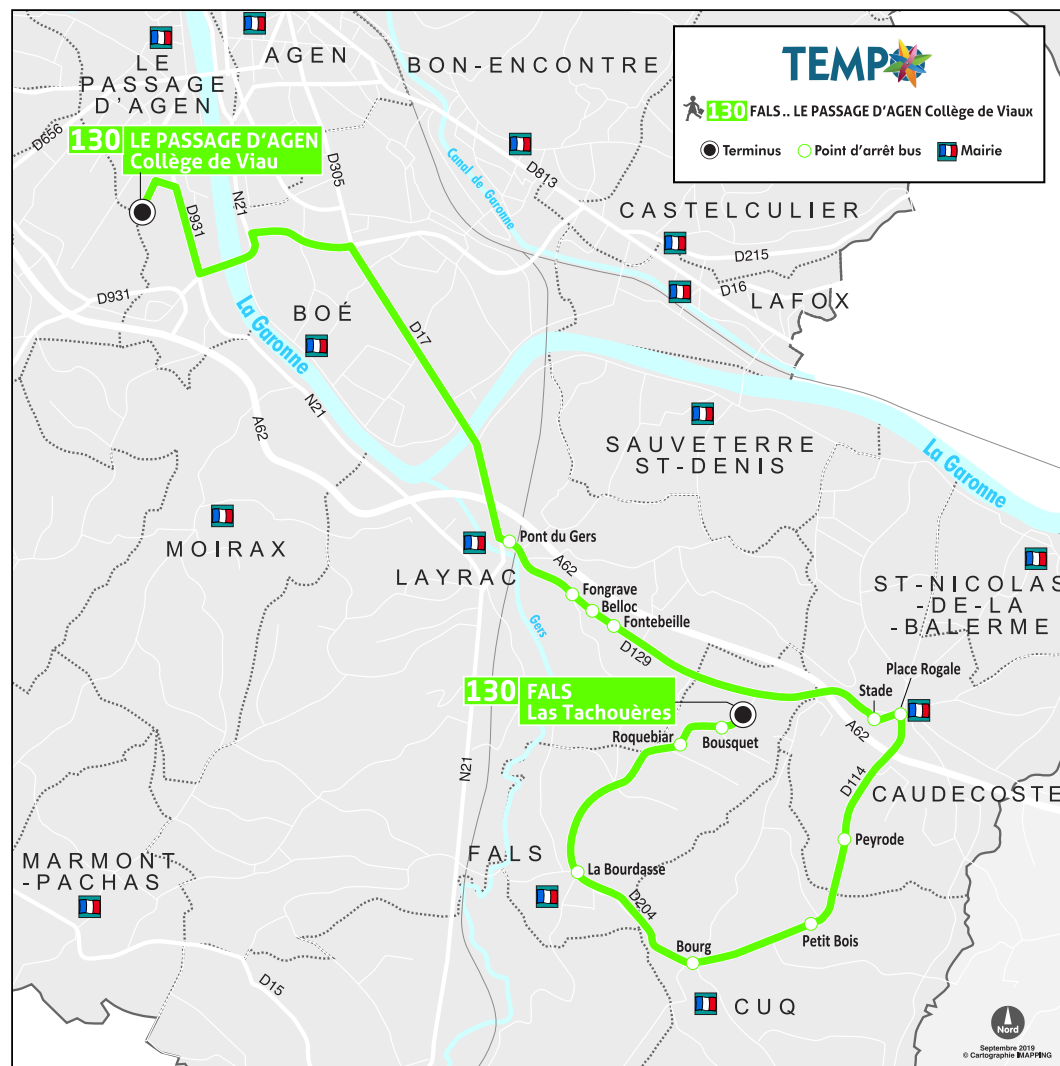 TEMPO
130 FALS .. LE PASSAGE D'AGEN Collège de Viaux
Terminus
Point d'arrêt bus
Mairie
LE
PASSAGE
D'AGEN
AGEN
BON-ENCONTRE
D656
130 LE PASSAGE D'AGEN
Collège de Viau
D305
N21
D931
Canal de Garonne
D813
CASTELCULIER
D215
D16
LAFOX
D931
La Garonne
BOÉ
D17
N21
A62
SAUVETERRE
ST-DENIS
La Garonne
MOIRAX
LAYRAC
Pont du Gers
A62
Fongrave
Belloc
Fontebeille
Gers
D129
ST-NICOLAS
-DE-LA
-BALERME
Place Rogale
Stade
A62
130 FALS
Las Tachouères
Roquebiar
Bousquet
N21
D114
CAUDECOSTE
Peyrode
MARMONT
-PACHAS
FALS
La Bourdasse
D204
Bourg
Petit Bois
D15
CUQ
Nord
Septembre 2019
© Cartographie IMAPPING